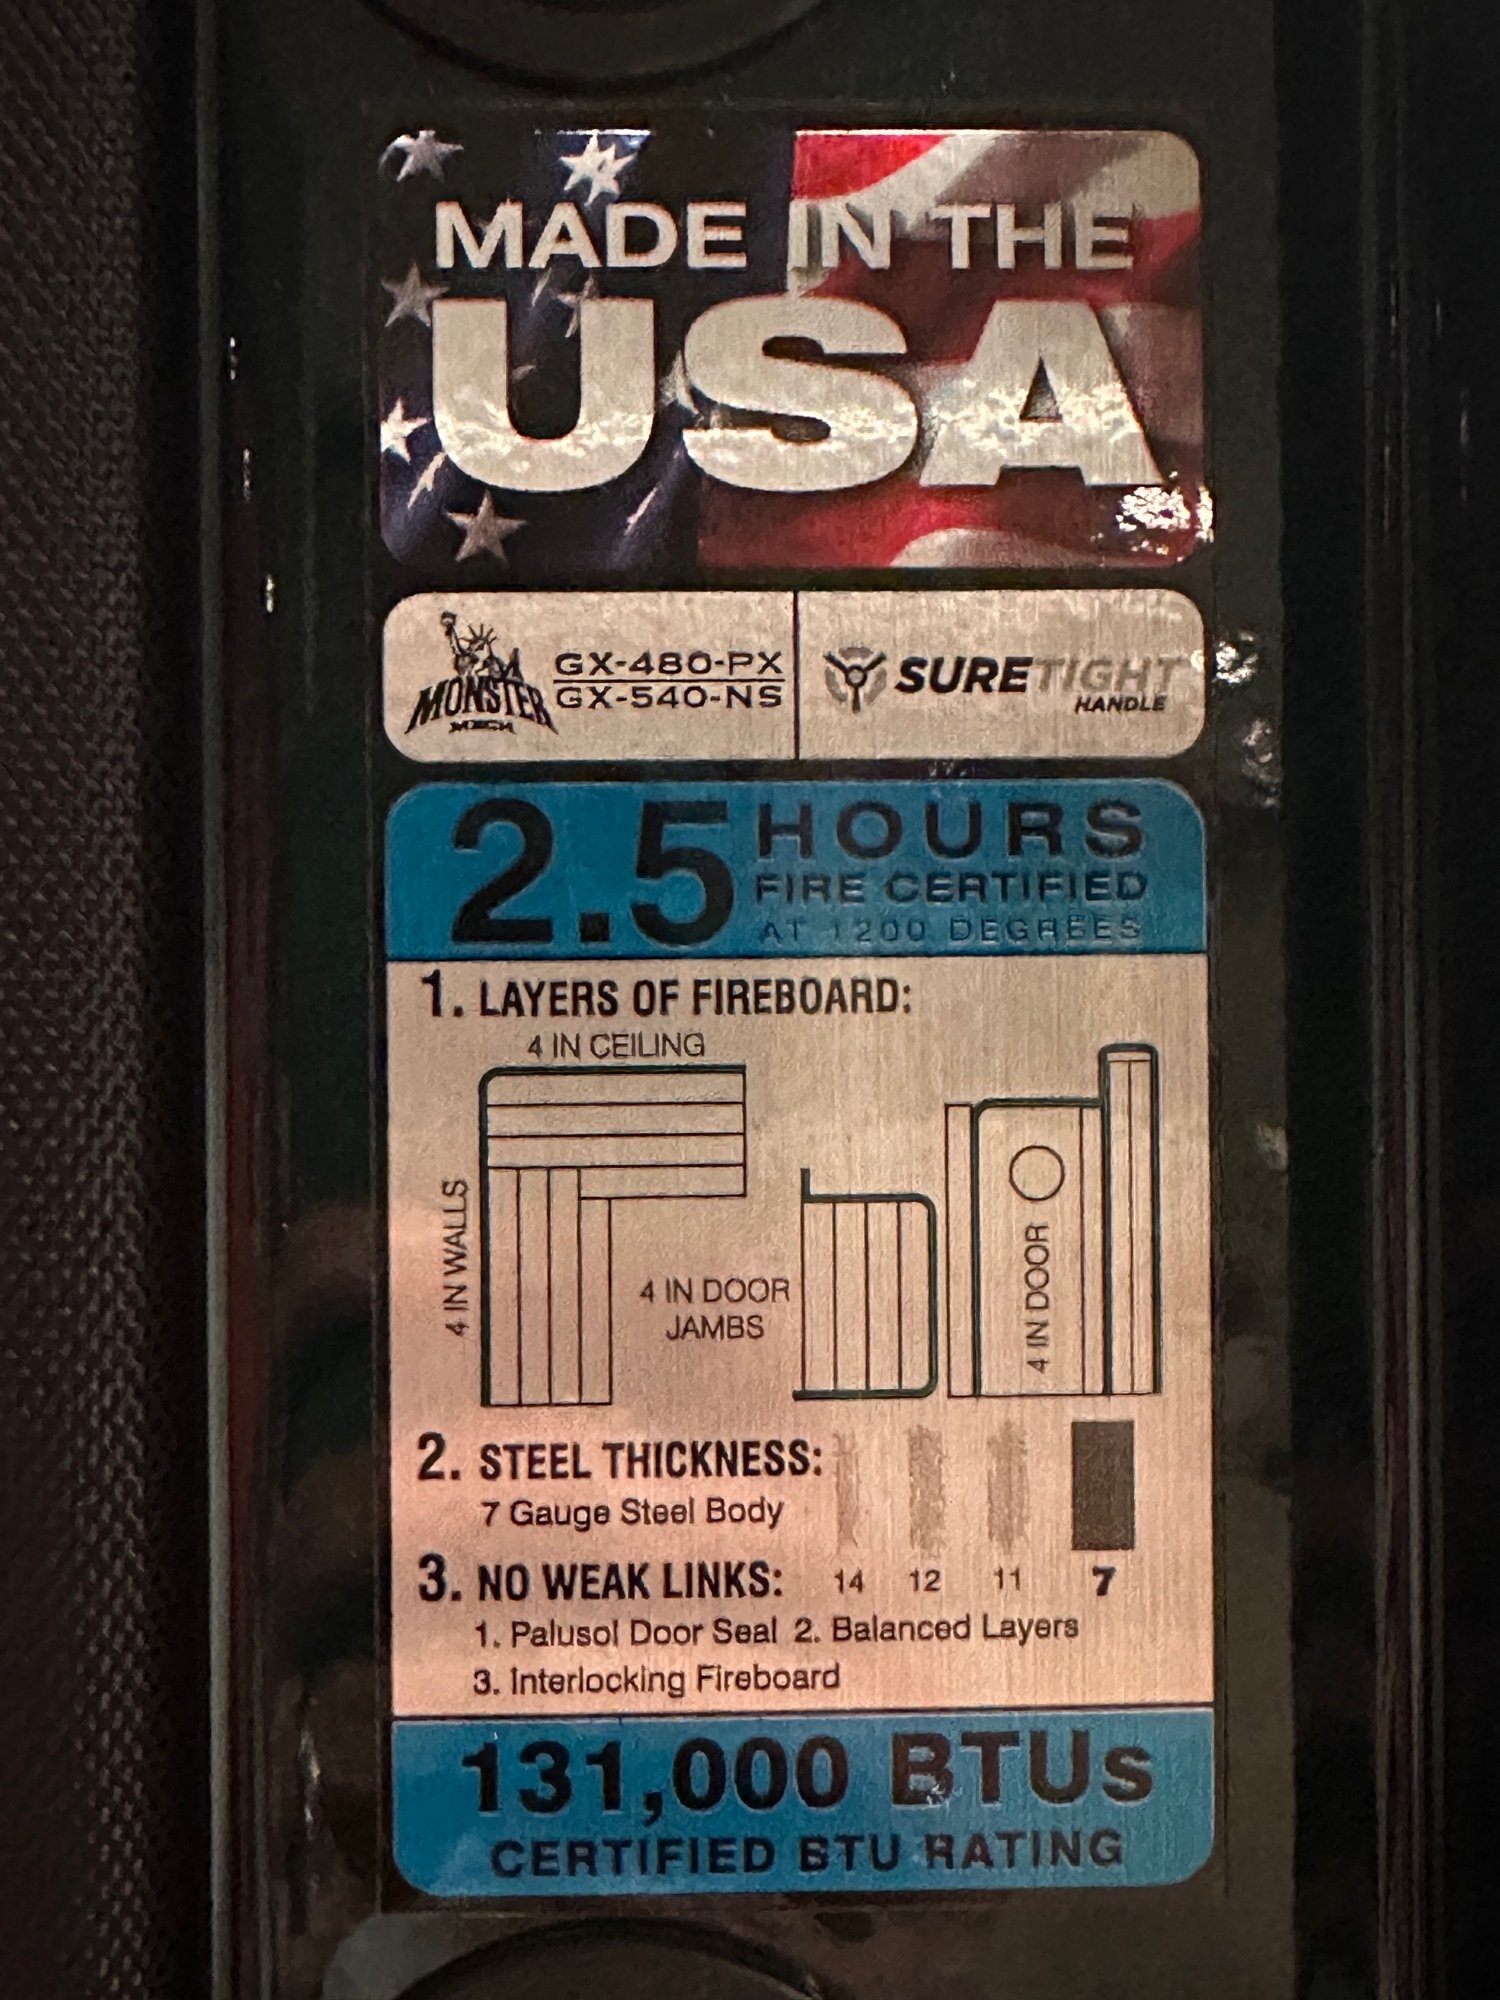 MADE IN THE
USA
MONSTER
MECH
GX-480-PX
GX-540-NS
SURETIGHT
HANDLE
2.5 HOURS
FIRE CERTIFIED
AT 1200 DEGREES
1. LAYERS OF FIREBOARD:
4 IN CEILING
4 IN WALLS
4 IN DOOR
JAMBS
4 IN DOOR
2. STEEL THICKNESS:
7 Gauge Steel Body
14 12 11 7
3. NO WEAK LINKS:
1. Palusol Door Seal 2. Balanced Layers
3. Interlocking Fireboard
131,000 BTUs
CERTIFIED BTU RATING